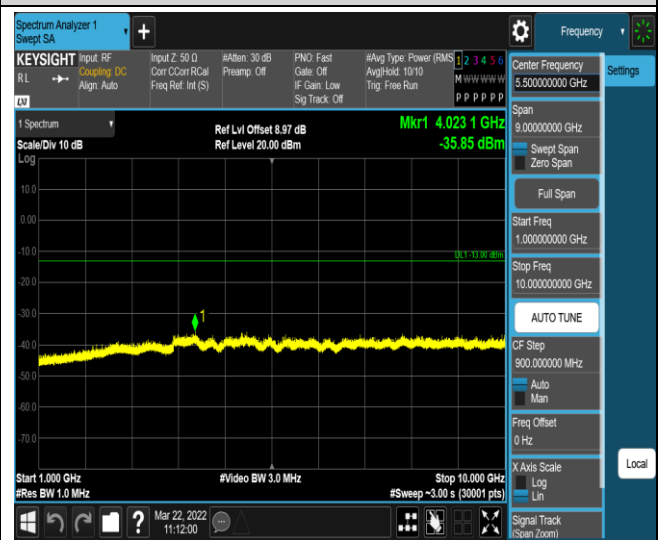 Spectrum Analyzer 1
Swept SA
Frequency
KEYSIGHT
RL
LXI
Input: RF
Coupling: DC
Align: Auto
Input Z: 50 Ω
Corr CCorr RCal
Freq Ref: Int (S)
#Atten: 30 dB
Preamp: Off
PNO: Fast
Gate: Off
IF Gain: Low
Sig Track: Off
#Avg Type: Power (RMS
Avg|Hold: 10/10
Trig: Free Run
1 2 3 4 5 6
M W W W W W
P P P P P P
Center Frequency
5.500000000 GHz
Settings
Span
9.00000000 GHz
Swept Span
Zero Span
Full Span
Start Freq
1.000000000 GHz
Stop Freq
10.000000000 GHz
AUTO TUNE
CF Step
900.000000 MHz
Auto
Man
Freq Offset
0 Hz
X Axis Scale
Log
Lin
Local
Signal Track
(Span Zoom)
1 Spectrum
Scale/Div 10 dB
Ref Lvl Offset 8.97 dB
Ref Level 20.00 dBm
Mkr1 4.023 1 GHz
-35.85 dBm
Log
10.0
0.00
-10.0
DL1 -13.00 dBm
-20.0
-30.0
1
-40.0
-50.0
-60.0
-70.0
Start 1.000 GHz
#Video BW 3.0 MHz
Stop 10.000 GHz
#Res BW 1.0 MHz
#Sweep ~3.00 s (30001 pts)
Mar 22, 2022
11:12:00